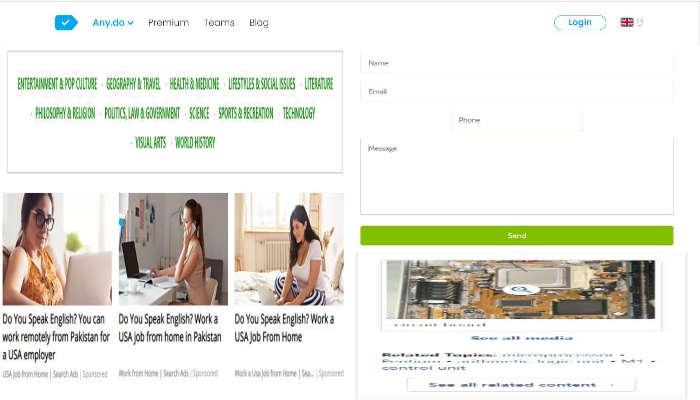 Any.do Premium Teams Blog Login EN
ENTERTAINMENT & POP CULTURE · GEOGRAPHY & TRAVEL · HEALTH & MEDICINE · LIFESTYLES & SOCIAL ISSUES · LITERATURE
· PHILOSOPHY & RELIGION · POLITICS, LAW & GOVERNMENT · SCIENCE · SPORTS & RECREATION · TECHNOLOGY
· VISUAL ARTS · WORLD HISTORY
Name
Email
Phone
Message
Send
Do You Speak English? You can
work remotely from Pakistan for
a USA employer
USA Job from Home | Search Ads | Sponsored
Do You Speak English? Work a
USA job from home in Pakistan
Work from Home | Search Ads | Sponsored
Do You Speak English? Work a
USA Job From Home
Work a Usa Job from Home | Sea... | Sponsored
circuit board
See all media
Related Topics: microprocessor •
Pentium • arithmetic-logic unit • M1 •
control unit
See all related content →